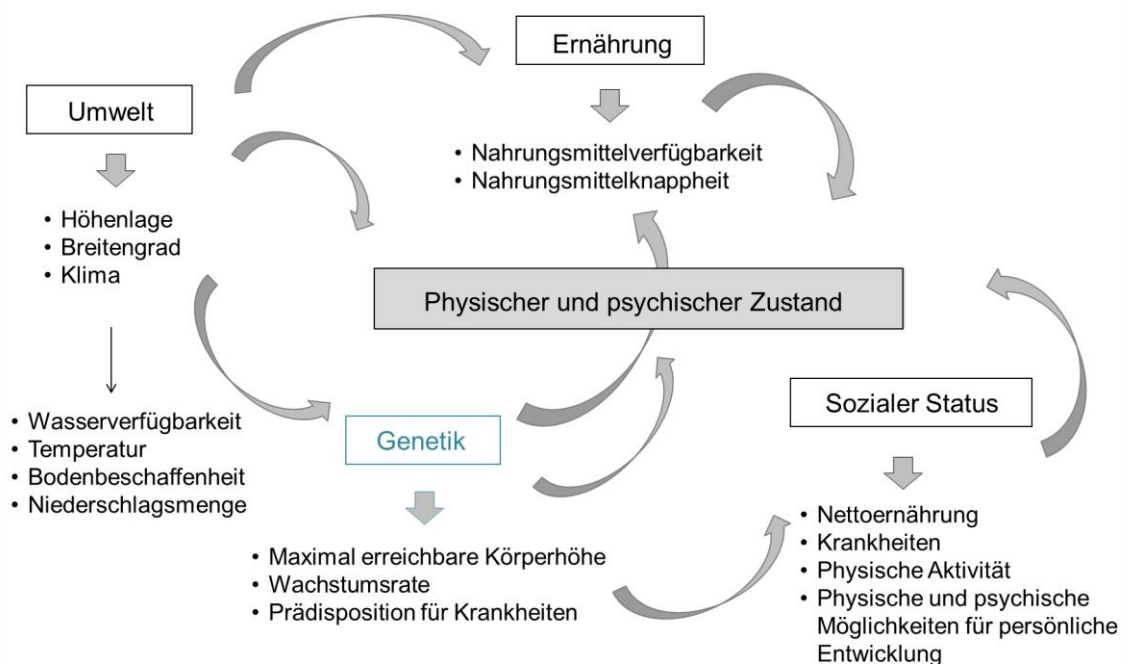 Ernährung
Umwelt
• Nahrungsmittelverfügbarkeit
• Nahrungsmittelknappheit
• Höhenlage
• Breitengrad
• Klima
Physischer und psychischer Zustand
Sozialer Status
• Wasserverfügbarkeit
• Temperatur
• Bodenbeschaffenheit
• Niederschlagsmenge
Genetik
• Maximal erreichbare Körperhöhe
• Wachstumsrate
• Prädisposition für Krankheiten
• Nettoernährung
• Krankheiten
• Physische Aktivität
• Physische und psychische
Möglichkeiten für persönliche
Entwicklung